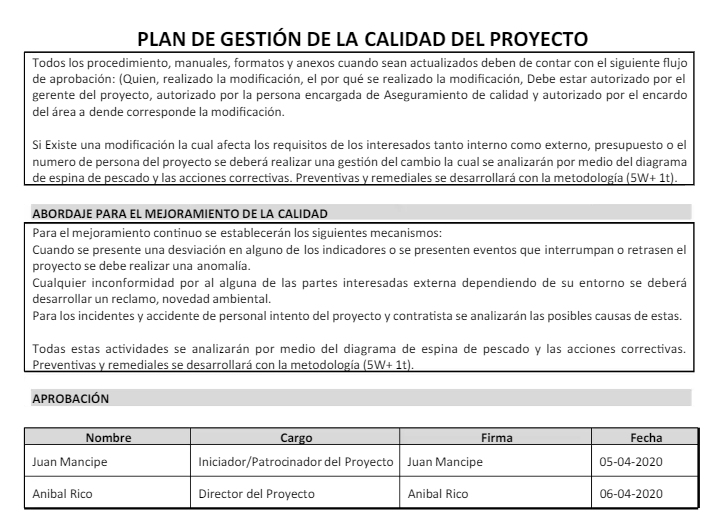 PLAN DE GESTIÓN DE LA CALIDAD DEL PROYECTO
Todos los procedimiento, manuales, formatos y anexos cuando sean actualizados deben de contar con el siguiente flujo
de aprobación: (Quien, realizado la modificación, el por qué se realizado la modificación, Debe estar autorizado por el
gerente del proyecto, autorizado por la persona encargada de Aseguramiento de calidad y autorizado por el encardo
del área a dende corresponde la modificación.
Si Existe una modificación la cual afecta los requisitos de los interesados tanto interno como externo, presupuesto o el
numero de persona del proyecto se deberá realizar una gestión del cambio la cual se analizarán por medio del diagrama
de espina de pescado y las acciones correctivas. Preventivas y remediales se desarrollará con la metodología (5W+ 1t).
ABORDAJE PARA EL MEJORAMIENTO DE LA CALIDAD
Para el mejoramiento continuo se establecerán los siguientes mecanismos:
Cuando se presente una desviación en alguno de los indicadores o se presenten eventos que interrumpan o retrasen el
proyecto se debe realizar una anomalía.
Cualquier inconformidad por al alguna de las partes interesadas externa dependiendo de su entorno se deberá
desarrollar un reclamo, novedad ambiental.
Para los incidentes y accidente de personal intento del proyecto y contratista se analizarán las posibles causas de estas.
Todas estas actividades se analizarán por medio del diagrama de espina de pescado y las acciones correctivas.
Preventivas y remediales se desarrollará con la metodología (5W+ 1t).
APROBACIÓN
Nombre Cargo Firma Fecha
Juan Mancipe Iniciador/Patrocinador del Proyecto Juan Mancipe 05-04-2020
Anibal Rico Director del Proyecto Anibal Rico 06-04-2020